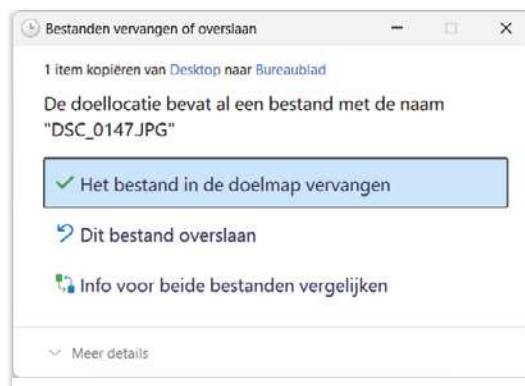 Bestanden vervangen of overslaan
1 item kopiëren van Desktop naar Bureaublad
De doellocatie bevat al een bestand met de naam
"DSC_0147.JPG"
Het bestand in de doelmap vervangen
Dit bestand overslaan
Info voor beide bestanden vergelijken
Meer details